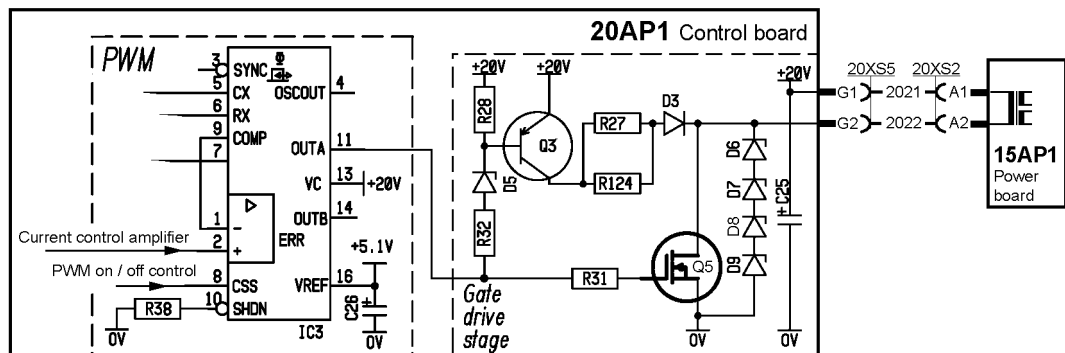 20AP1 Control board
PWM
3
SYNC
Φ
5
CX
OSCOUT
4
6
RX
9
COMP
OUTA
11
7
VC
13
+20V
OUTB
14
1
−
ERR
Current control amplifier
2
+
+5.1V
PWM on / off control
8
CSS
VREF
16
10
SHDN
R38
0V
IC3
C26
+
0V
+20V
+20V
R28
Q3
R27
D3
R124
D5
R32
R31
Q5
D6
D7
D8
D9
C25
+
+20V
0V
0V
Gate
drive
stage
20XS5
20XS2
G1
2021
A1
G2
2022
A2
15AP1
Power
board